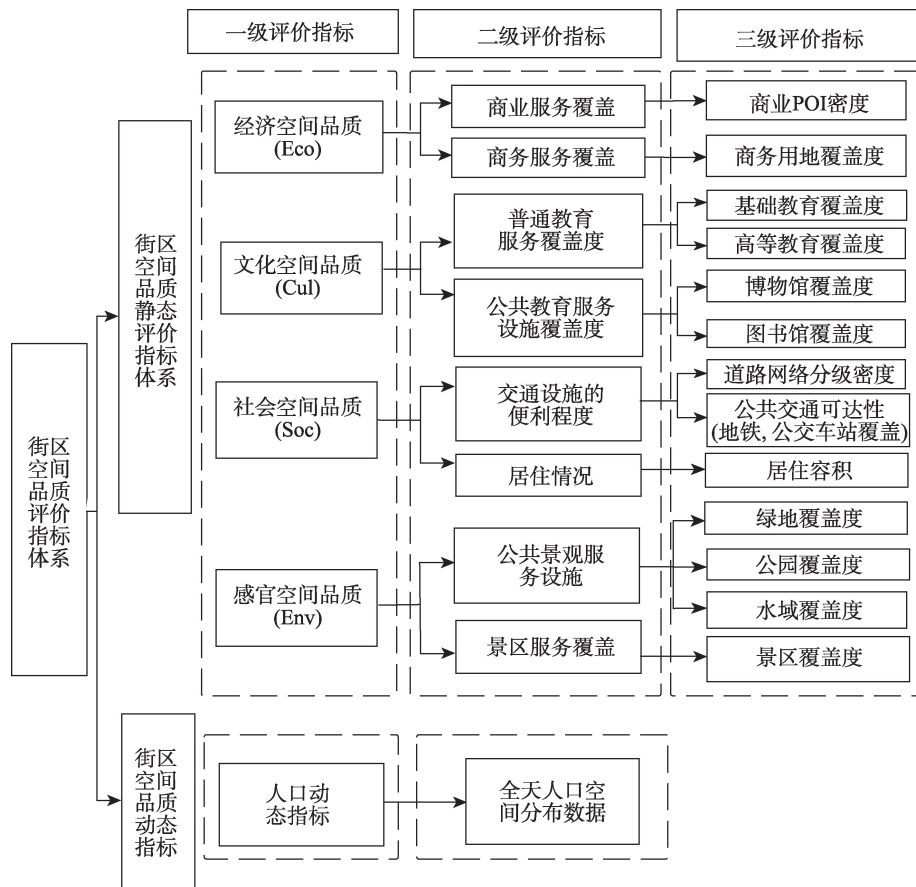 一级评价指标
二级评价指标
三级评价指标
街区
空间
品质
评价
指标
体系
街区
空间
品质
静态
评价
指标
体系
经济空间品质
(Eco)
商业服务覆盖
商业POI密度
商务服务覆盖
商务用地覆盖度
文化空间品质
(Cul)
普通教育
服务覆盖度
基础教育覆盖度
高等教育覆盖度
公共教育服务
设施覆盖度
博物馆覆盖度
图书馆覆盖度
社会空间品质
(Soc)
交通设施的
便利程度
道路网络分级密度
公共交通可达性
(地铁, 公交车站覆盖)
居住情况
居住容积
感官空间品质
(Env)
公共景观服
务设施
绿地覆盖度
公园覆盖度
水域覆盖度
景区服务覆盖
景区覆盖度
街区
空间
品质
动态
指标
人口动
态指标
全天人口空
间分布数据